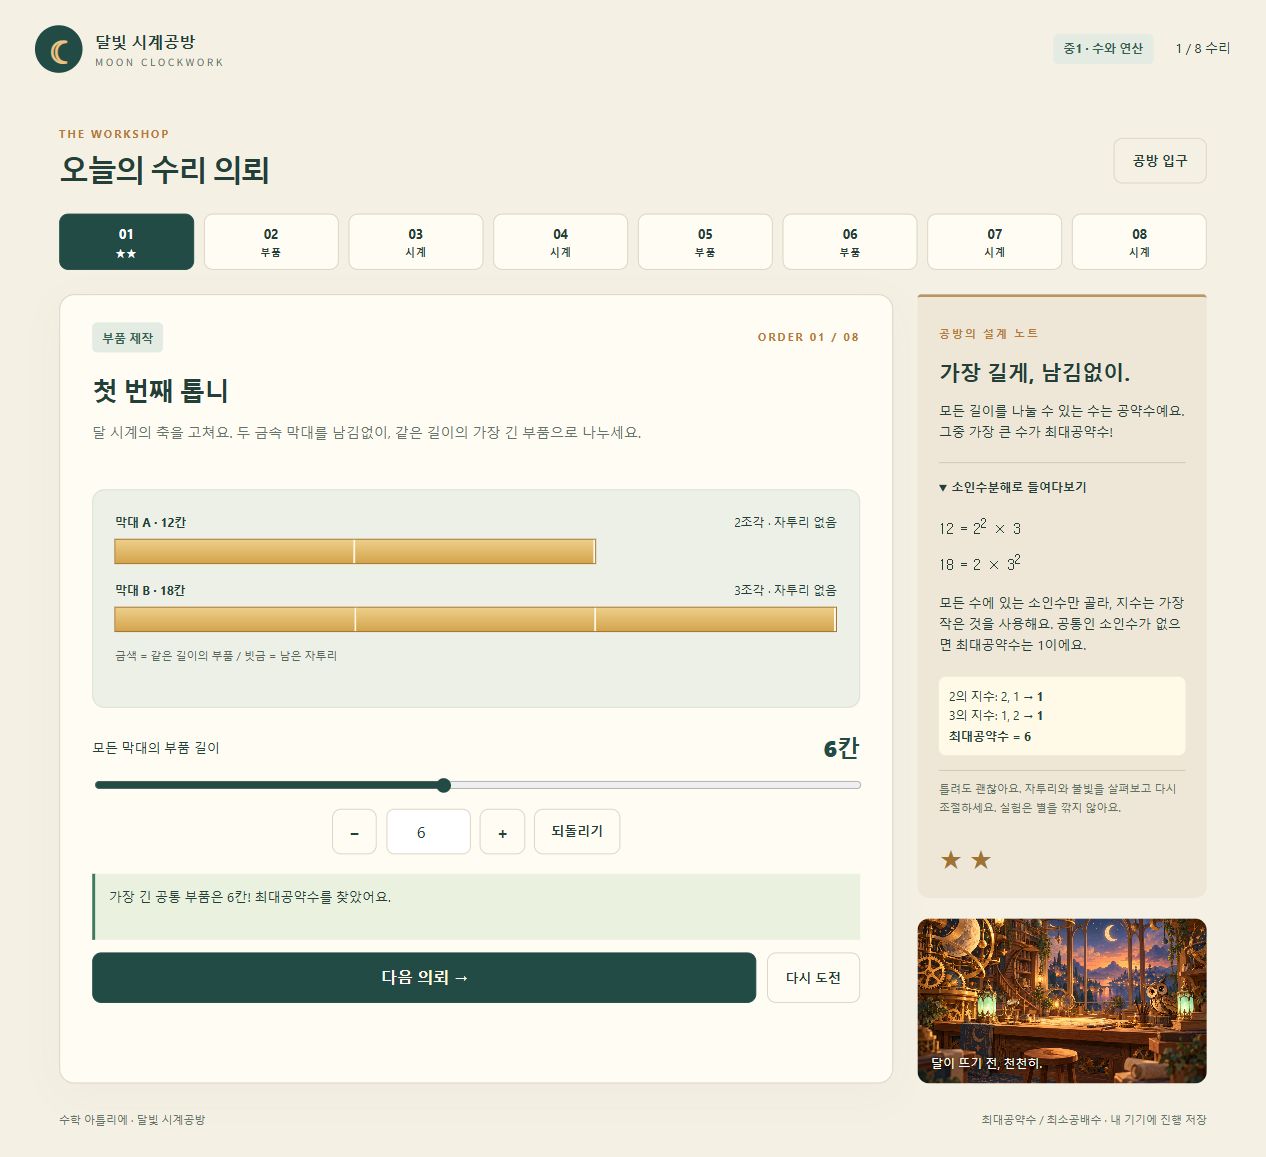 달빛 시계공방
MOON CLOCKWORK
중1 · 수와 연산
1 / 8 수리
THE WORKSHOP
오늘의 수리 의뢰
공방 입구
01
★★
02
부품
03
시계
04
시계
05
부품
06
부품
07
시계
08
시계
부품 제작
ORDER 01 / 08
첫 번째 톱니
달 시계의 축을 고쳐요. 두 금속 막대를 남김없이, 같은 길이의 가장 긴 부품으로 나누세요.
막대 A · 12칸
2조각 · 자투리 없음
막대 B · 18칸
3조각 · 자투리 없음
금색 = 같은 길이의 부품 / 빗금 = 남은 자투리
모든 막대의 부품 길이
6칸
−
6
+
되돌리기
가장 긴 공통 부품은 6칸! 최대공약수를 찾았어요.
다음 의뢰 →
다시 도전
공방의 설계 노트
가장 길게, 남김없이.
모든 길이를 나눌 수 있는 수는 공약수예요.
그중 가장 큰 수가 최대공약수!
▼ 소인수분해로 들여다보기
12 = 2² × 3
18 = 2 × 3²
모든 수에 있는 소인수만 골라, 지수는 가장
작은 것을 사용해요. 공통인 소인수가 없으
면 최대공약수는 1이에요.
2의 지수: 2, 1 → 1
3의 지수: 1, 2 → 1
최대공약수 = 6
틀려도 괜찮아요. 자투리와 불빛을 살펴보고 다시
조절하세요. 실험은 별을 깎지 않아요.
★ ★
달이 뜨기 전, 천천히.
수학 아틀리에 · 달빛 시계공방
최대공약수 / 최소공배수 · 내 기기에 진행 저장